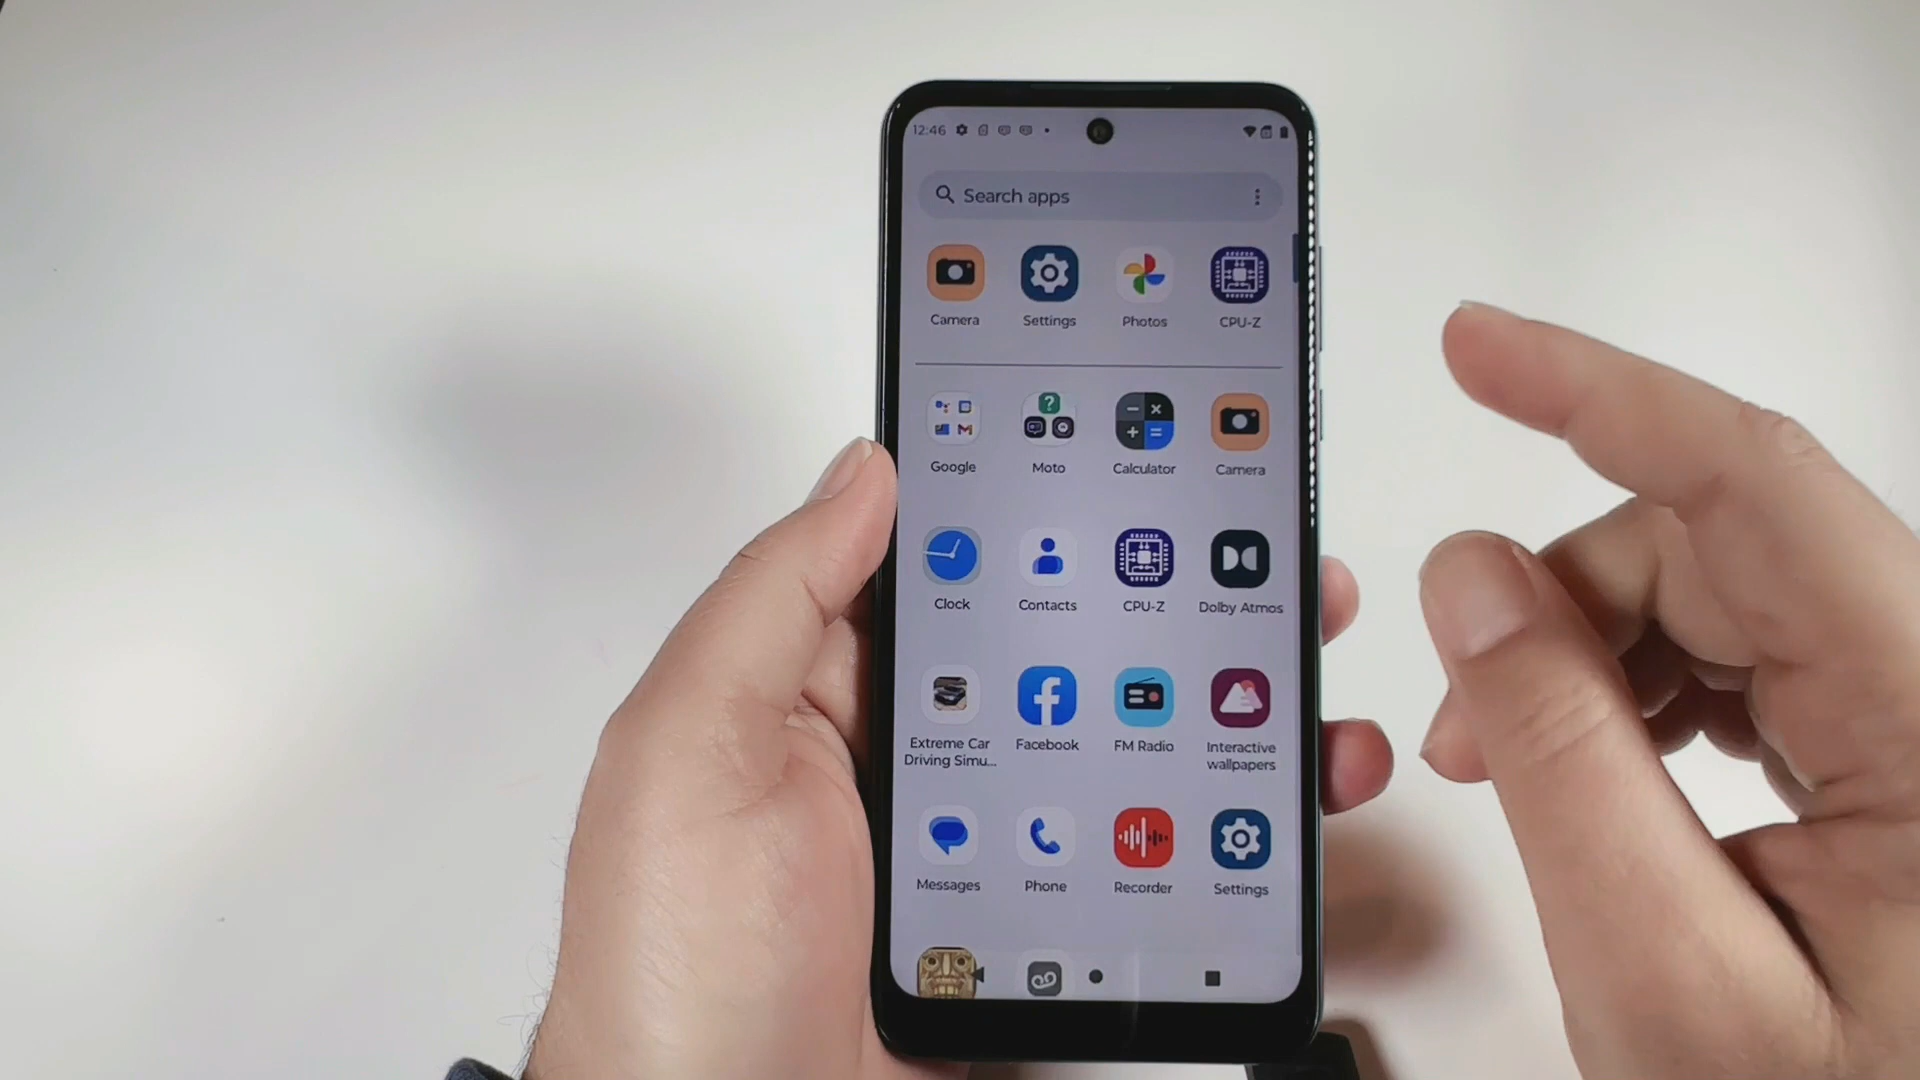 12:46
Search apps
Camera
Settings
Photos
CPU-Z
Google
Moto
Calculator
Camera
Clock
Contacts
CPU-Z
Dolby Atmos
Extreme Car
Driving Simu...
Facebook
FM Radio
Interactive
wallpapers
Messages
Phone
Recorder
Settings